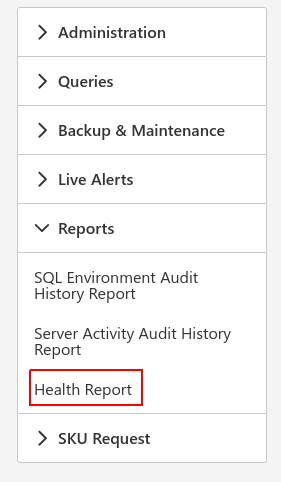 Administration
Queries
Backup & Maintenance
Live Alerts
Reports
SQL Environment Audit
History Report
Server Activity Audit History
Report
Health Report
SKU Request